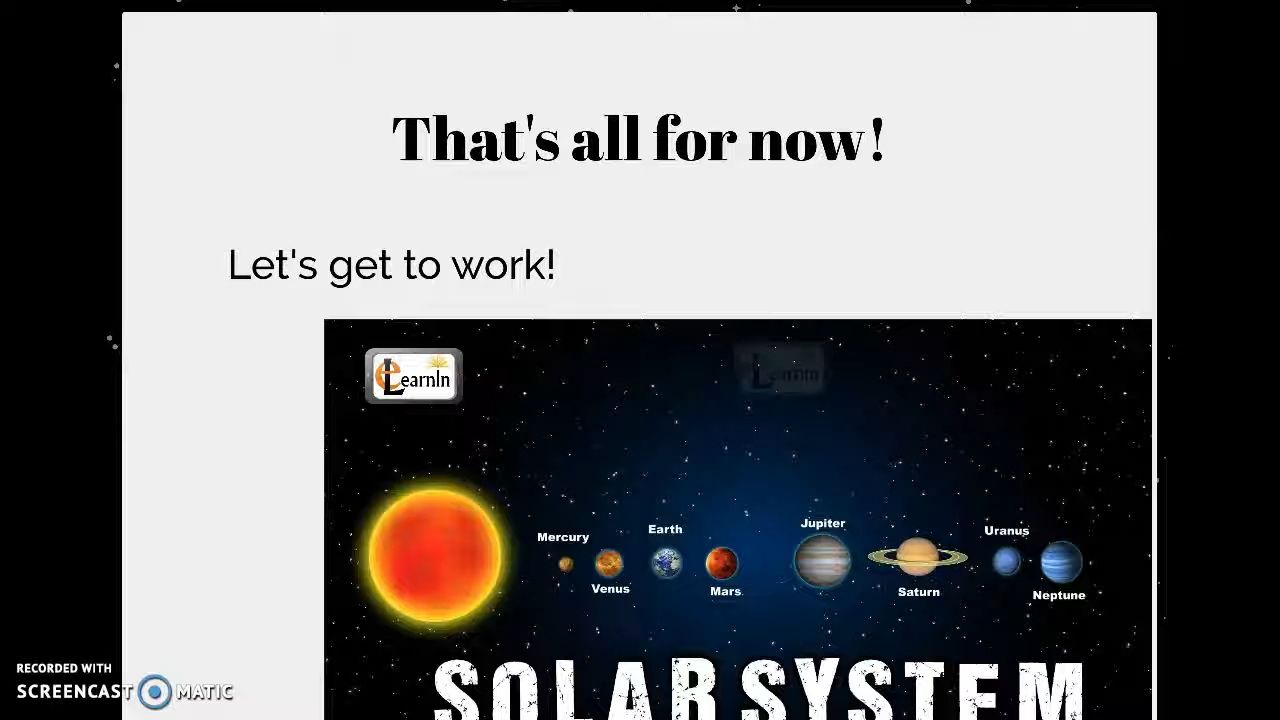 That's all for now!
Let's get to work!
eLearnIn
LearnIn
Jupiter
Earth
Uranus
Mercury
Venus
Mars
Saturn
Neptune
SOLAR SYSTEM
RECORDED WITH
SCREENCAST MATIC